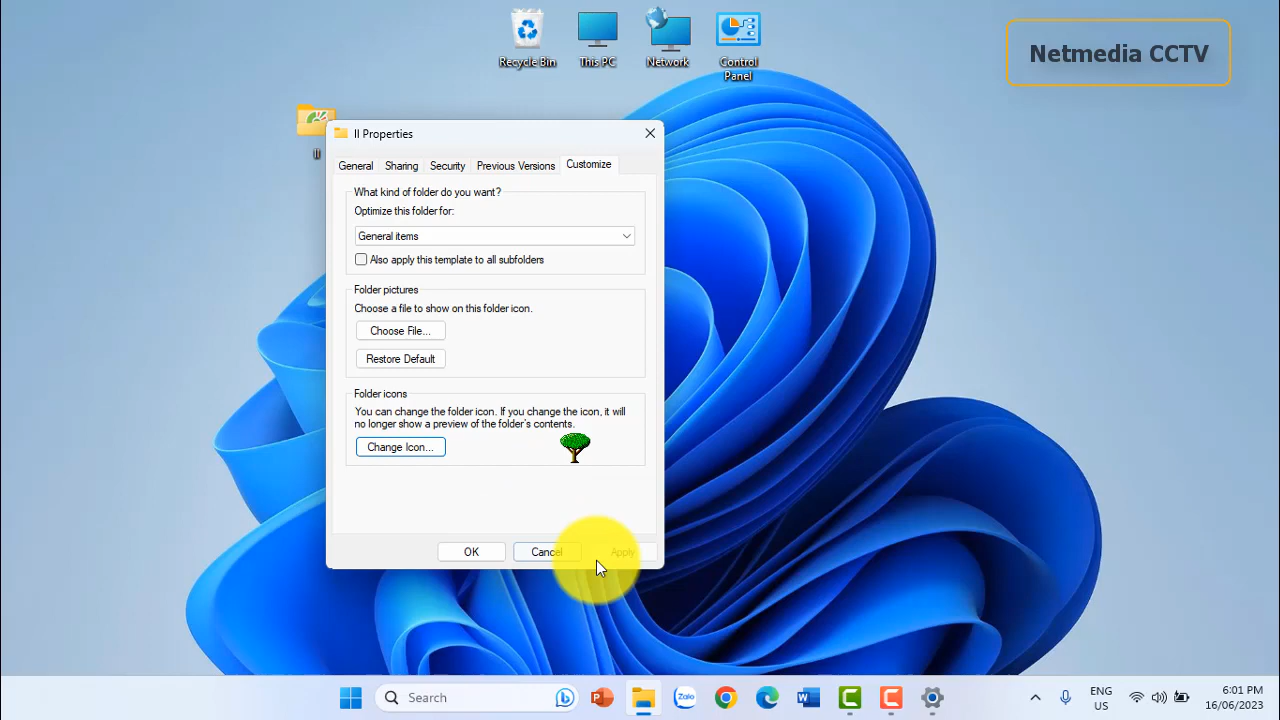 Netmedia CCTV
Recycle Bin
This PC
Network
Control
Panel
II
II Properties
General
Sharing
Security
Previous Versions
Customize
What kind of folder do you want?
Optimize this folder for:
General items
Also apply this template to all subfolders
Folder pictures
Choose a file to show on this folder icon.
Choose File...
Restore Default
Folder icons
You can change the folder icon. If you change the icon, it will
no longer show a preview of the folder's contents.
Change Icon...
OK
Cancel
Apply
Search
Zalo
ENG
US
6:01 PM
16/06/2023